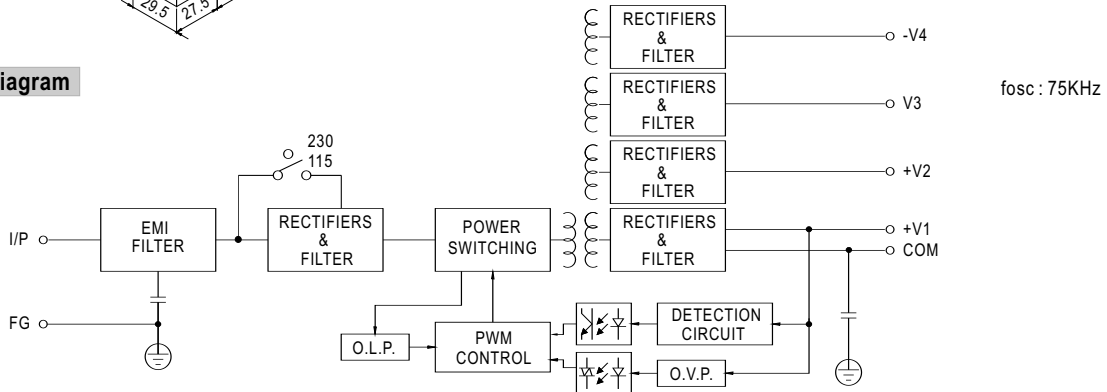 29.5
27.5
iagram
fosc : 75KHz
RECTIFIERS
&
FILTER
-V4
RECTIFIERS
&
FILTER
V3
RECTIFIERS
&
FILTER
+V2
230
115
I/P
EMI
FILTER
RECTIFIERS
&
FILTER
POWER
SWITCHING
RECTIFIERS
&
FILTER
+V1
COM
FG
O.L.P.
PWM
CONTROL
DETECTION
CIRCUIT
O.V.P.